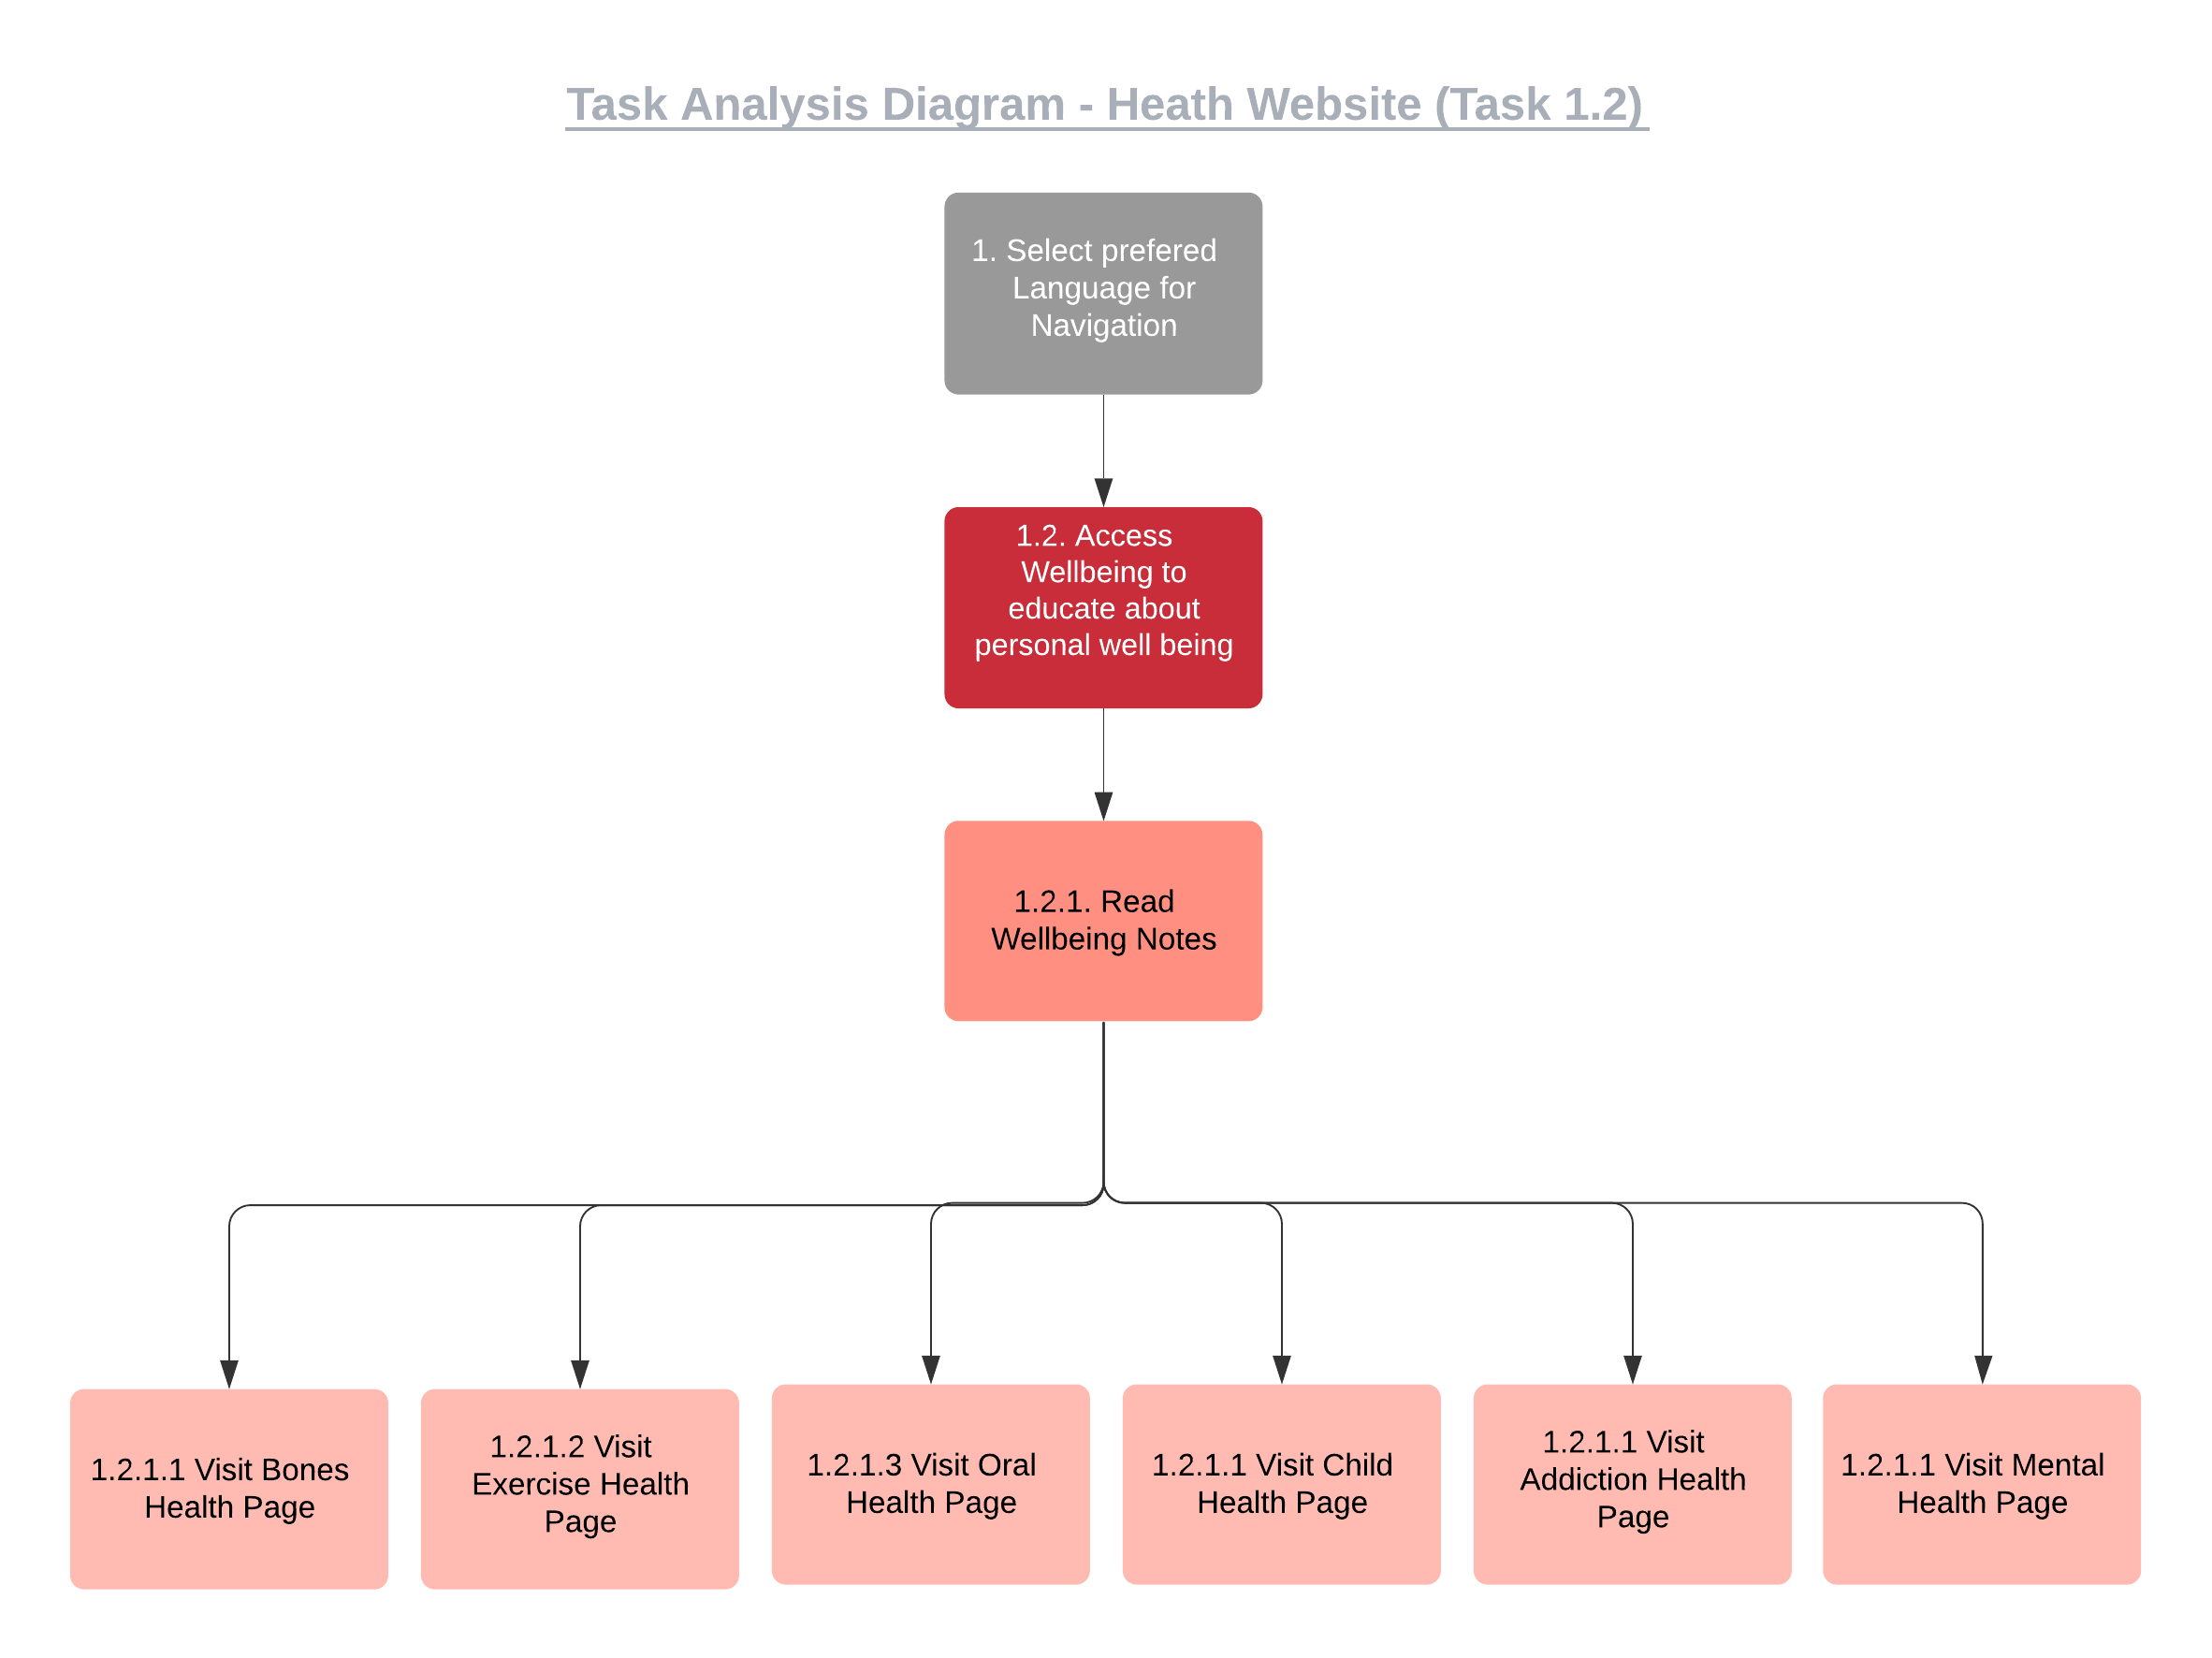 Task Analysis Diagram - Heath Website (Task 1.2)
1. Select prefered
Language for
Navigation
1.2. Access
Wellbeing to
educate about
personal well being
1.2.1. Read
Wellbeing Notes
1.2.1.1 Visit Bones
Health Page
1.2.1.2 Visit
Exercise Health
Page
1.2.1.3 Visit Oral
Health Page
1.2.1.1 Visit Child
Health Page
1.2.1.1 Visit
Addiction Health
Page
1.2.1.1 Visit Mental
Health Page